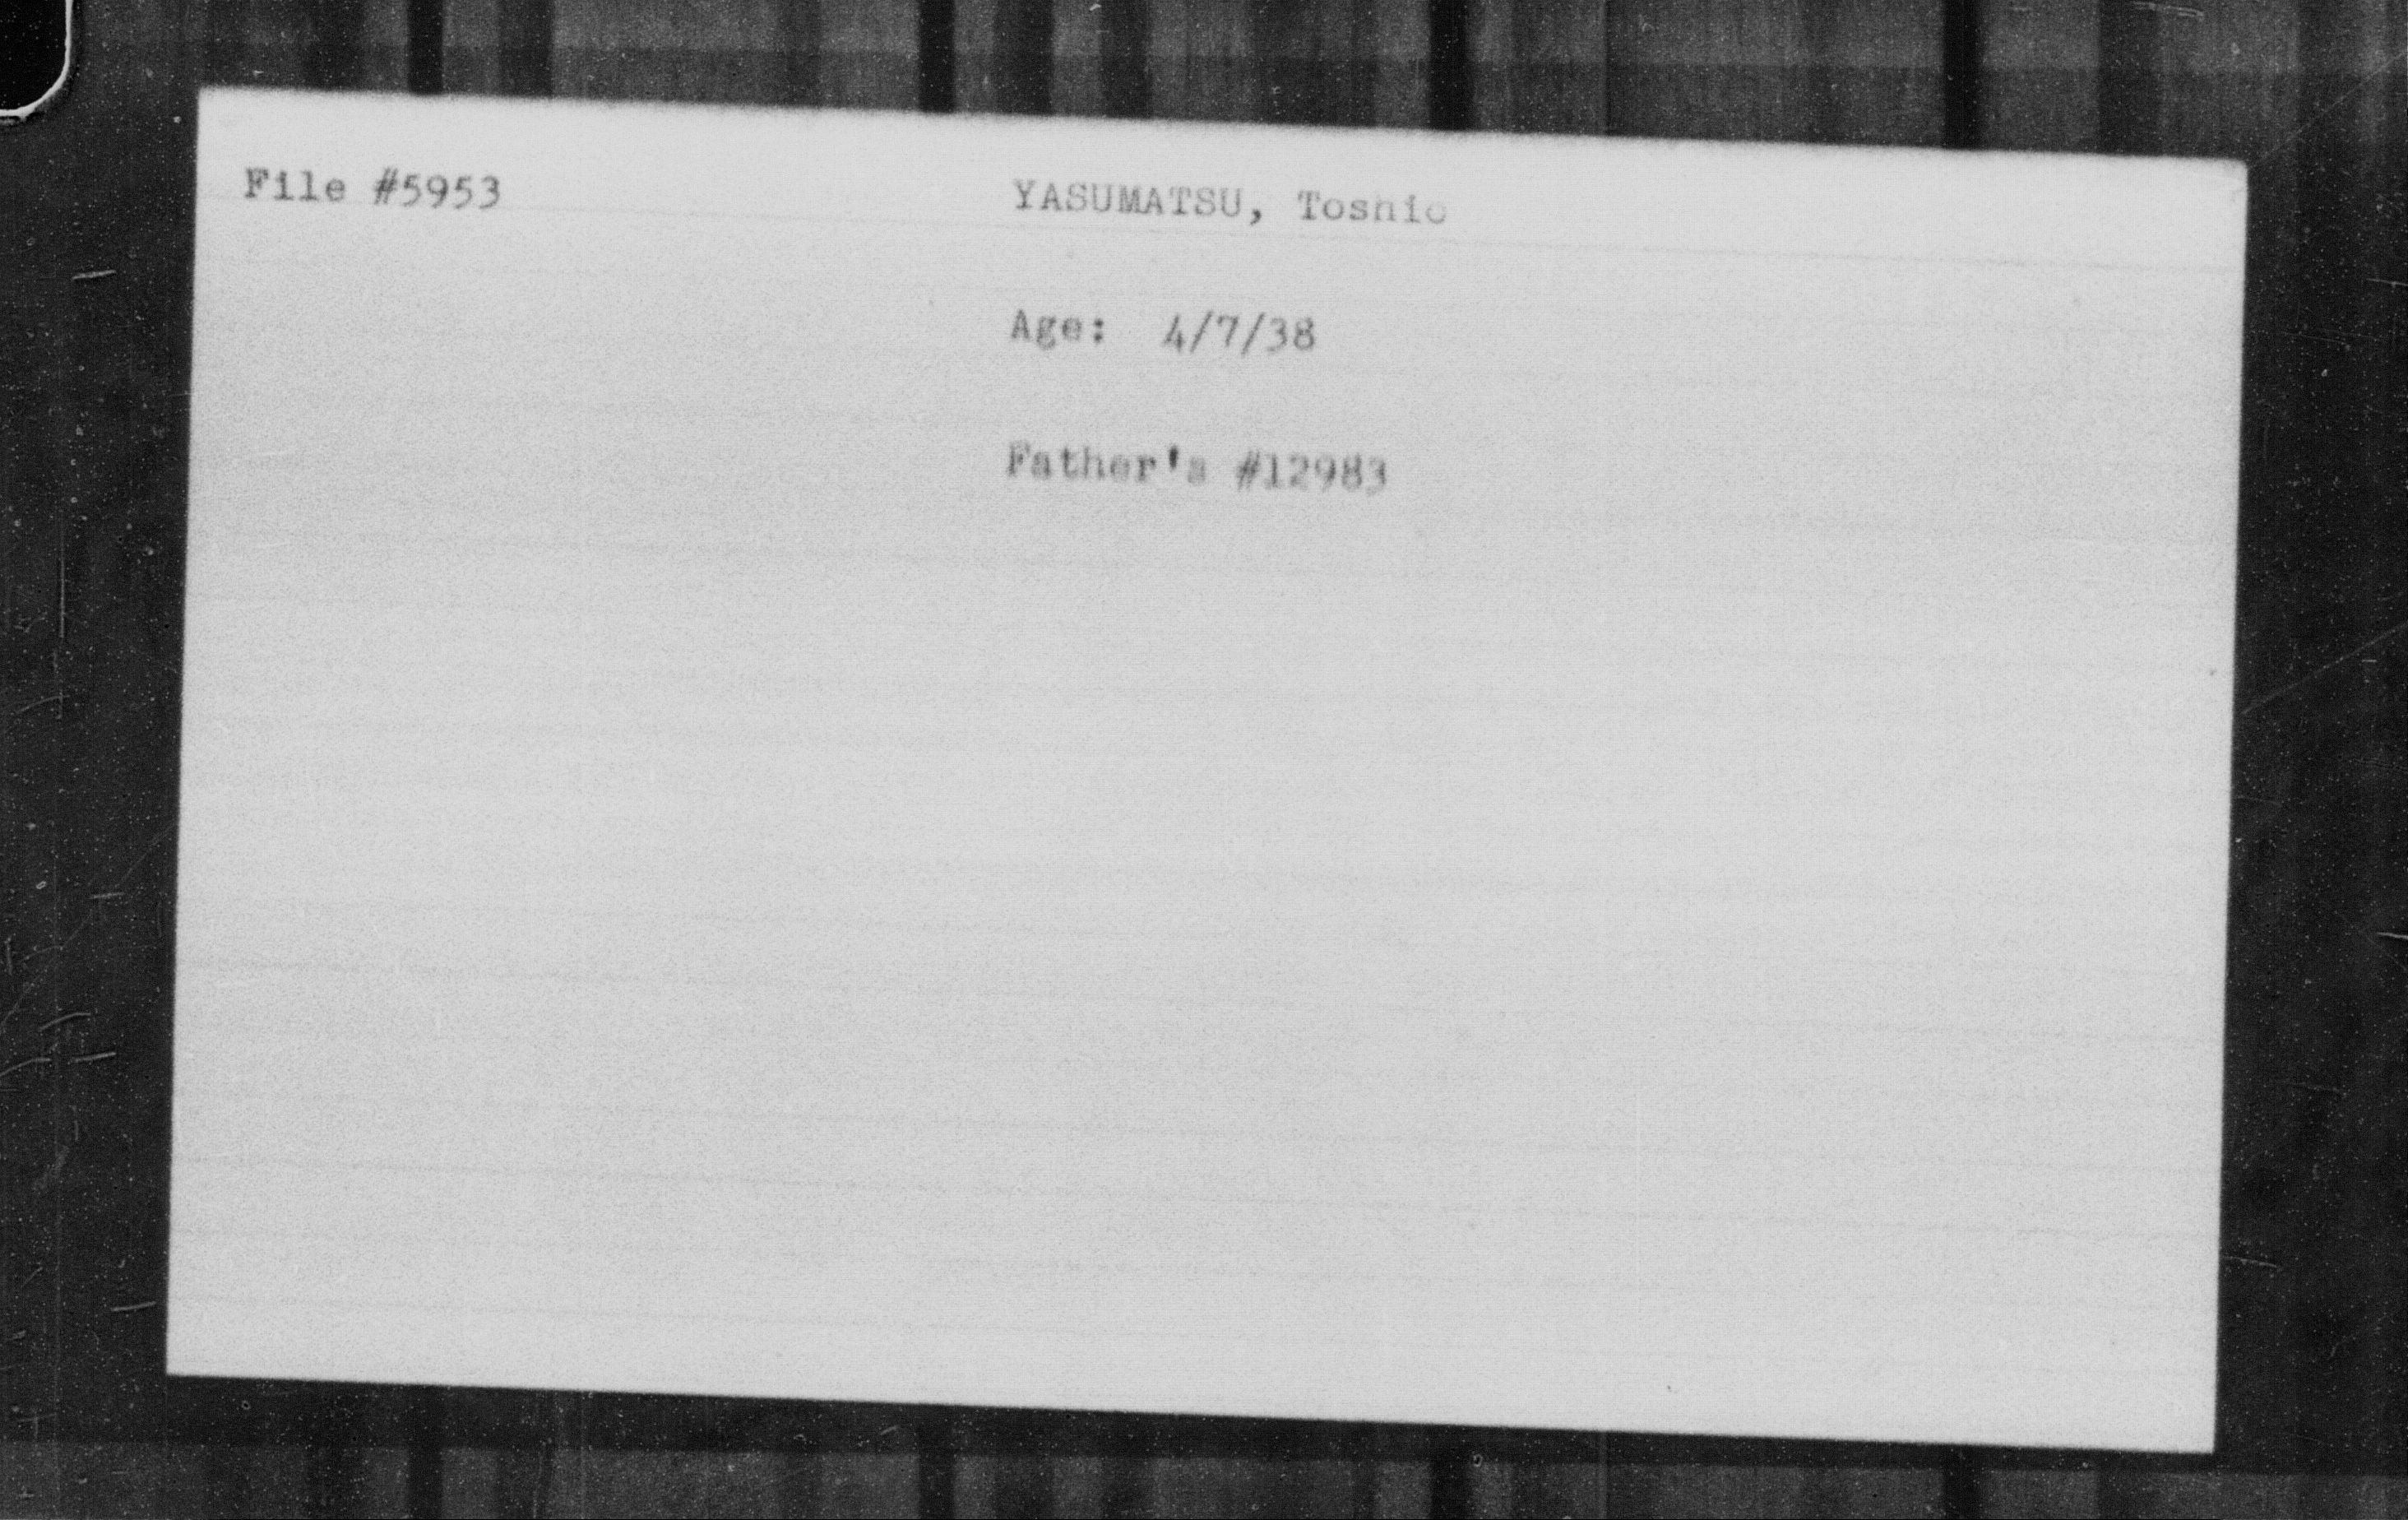 File #5953 YASUMATSU, Toshio
Age: 4/7/38
Father's #12983